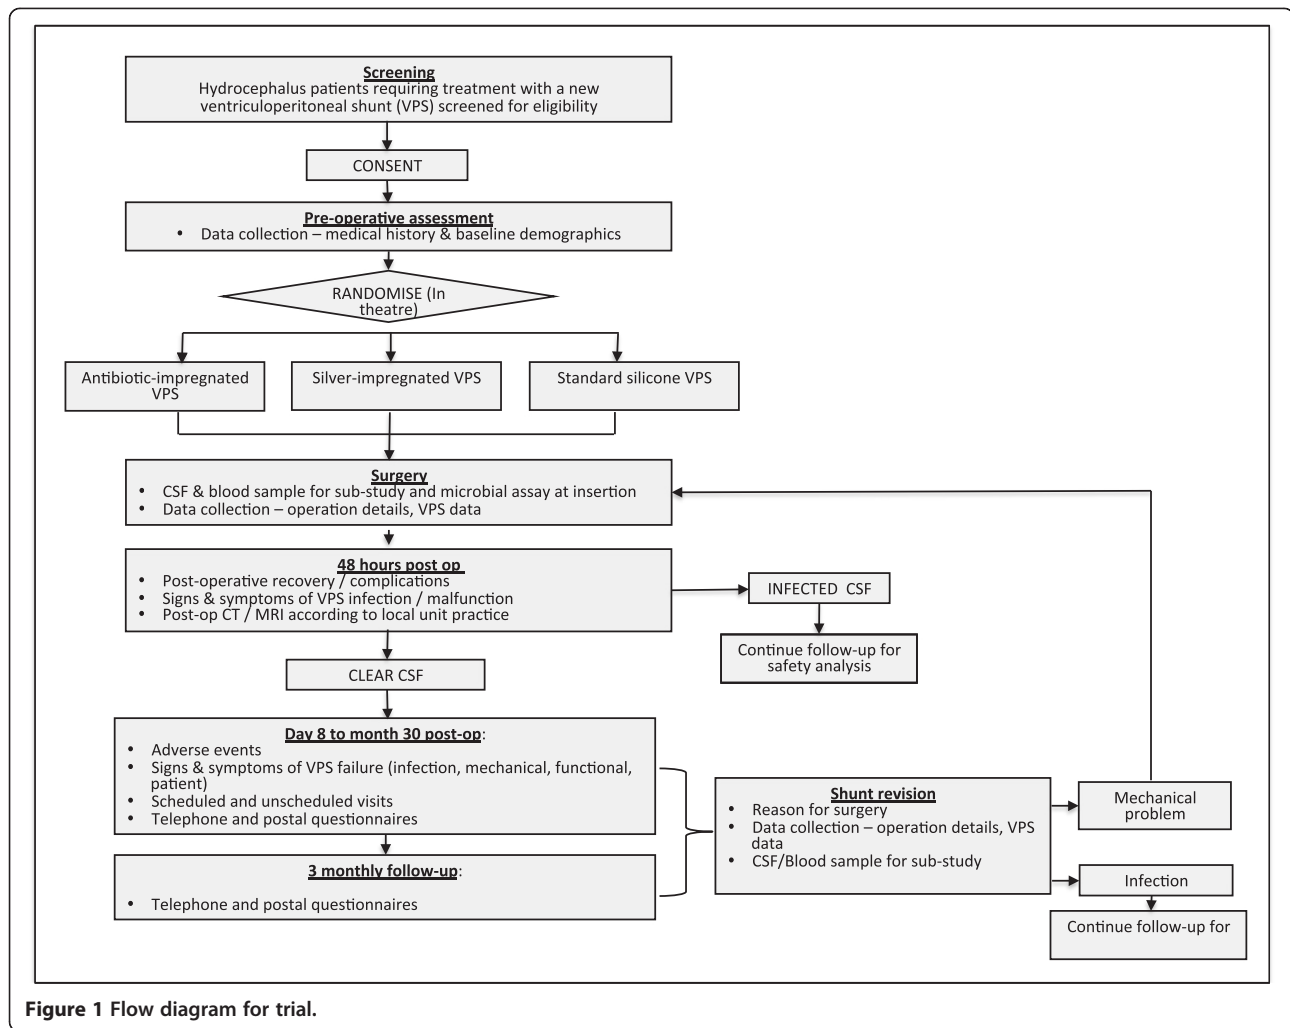 Screening
Hydrocephalus patients requiring treatment with a new
ventriculoperitoneal shunt (VPS) screened for eligibility
CONSENT
Pre-operative assessment
• Data collection – medical history & baseline demographics
RANDOMISE (In
theatre)
Antibiotic-impregnated
VPS
Silver-impregnated VPS
Standard silicone VPS
Surgery
• CSF & blood sample for sub-study and microbial assay at insertion
• Data collection – operation details, VPS data
48 hours post op
• Post-operative recovery / complications
• Signs & symptoms of VPS infection / malfunction
• Post-op CT / MRI according to local unit practice
INFECTED CSF
Continue follow-up for
safety analysis
CLEAR CSF
Day 8 to month 30 post-op:
• Adverse events
• Signs & symptoms of VPS failure (infection, mechanical, functional,
patient)
• Scheduled and unscheduled visits
• Telephone and postal questionnaires
3 monthly follow-up:
• Telephone and postal questionnaires
Shunt revision
• Reason for surgery
• Data collection – operation details, VPS
data
• CSF/Blood sample for sub-study
Mechanical
problem
Infection
Continue follow-up for
Figure 1 Flow diagram for trial.